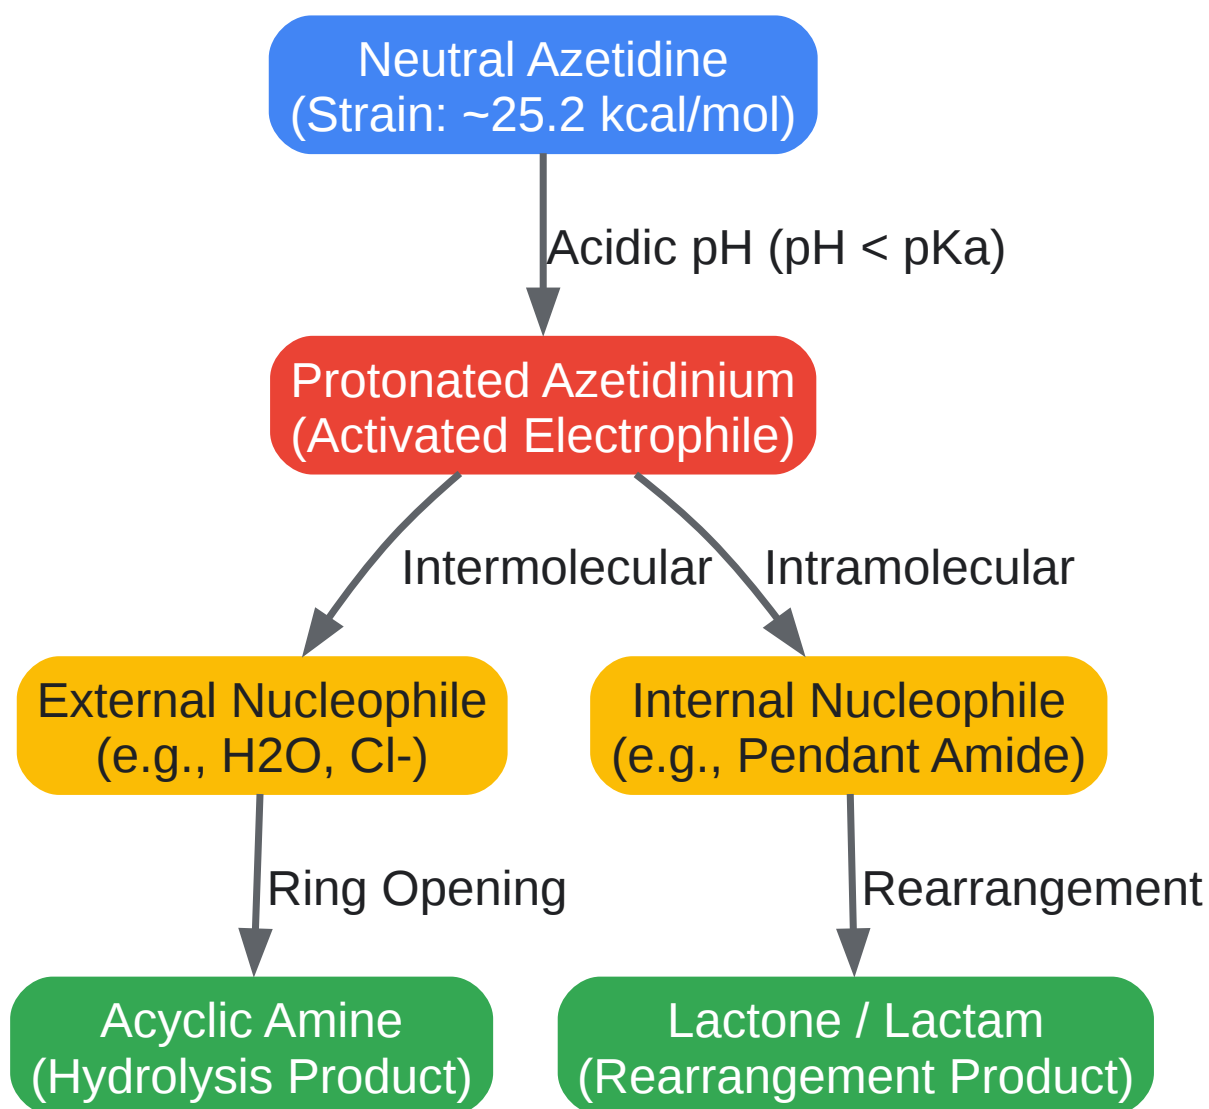 Neutral Azetidine
(Strain: ~25.2 kcal/mol)
Acidic pH (pH < pKa)
Protonated Azetidinium
(Activated Electrophile)
Intermolecular
Intramolecular
External Nucleophile
(e.g., H2O, Cl-)
Internal Nucleophile
(e.g., Pendant Amide)
Ring Opening
Rearrangement
Acyclic Amine
(Hydrolysis Product)
Lactone / Lactam
(Rearrangement Product)